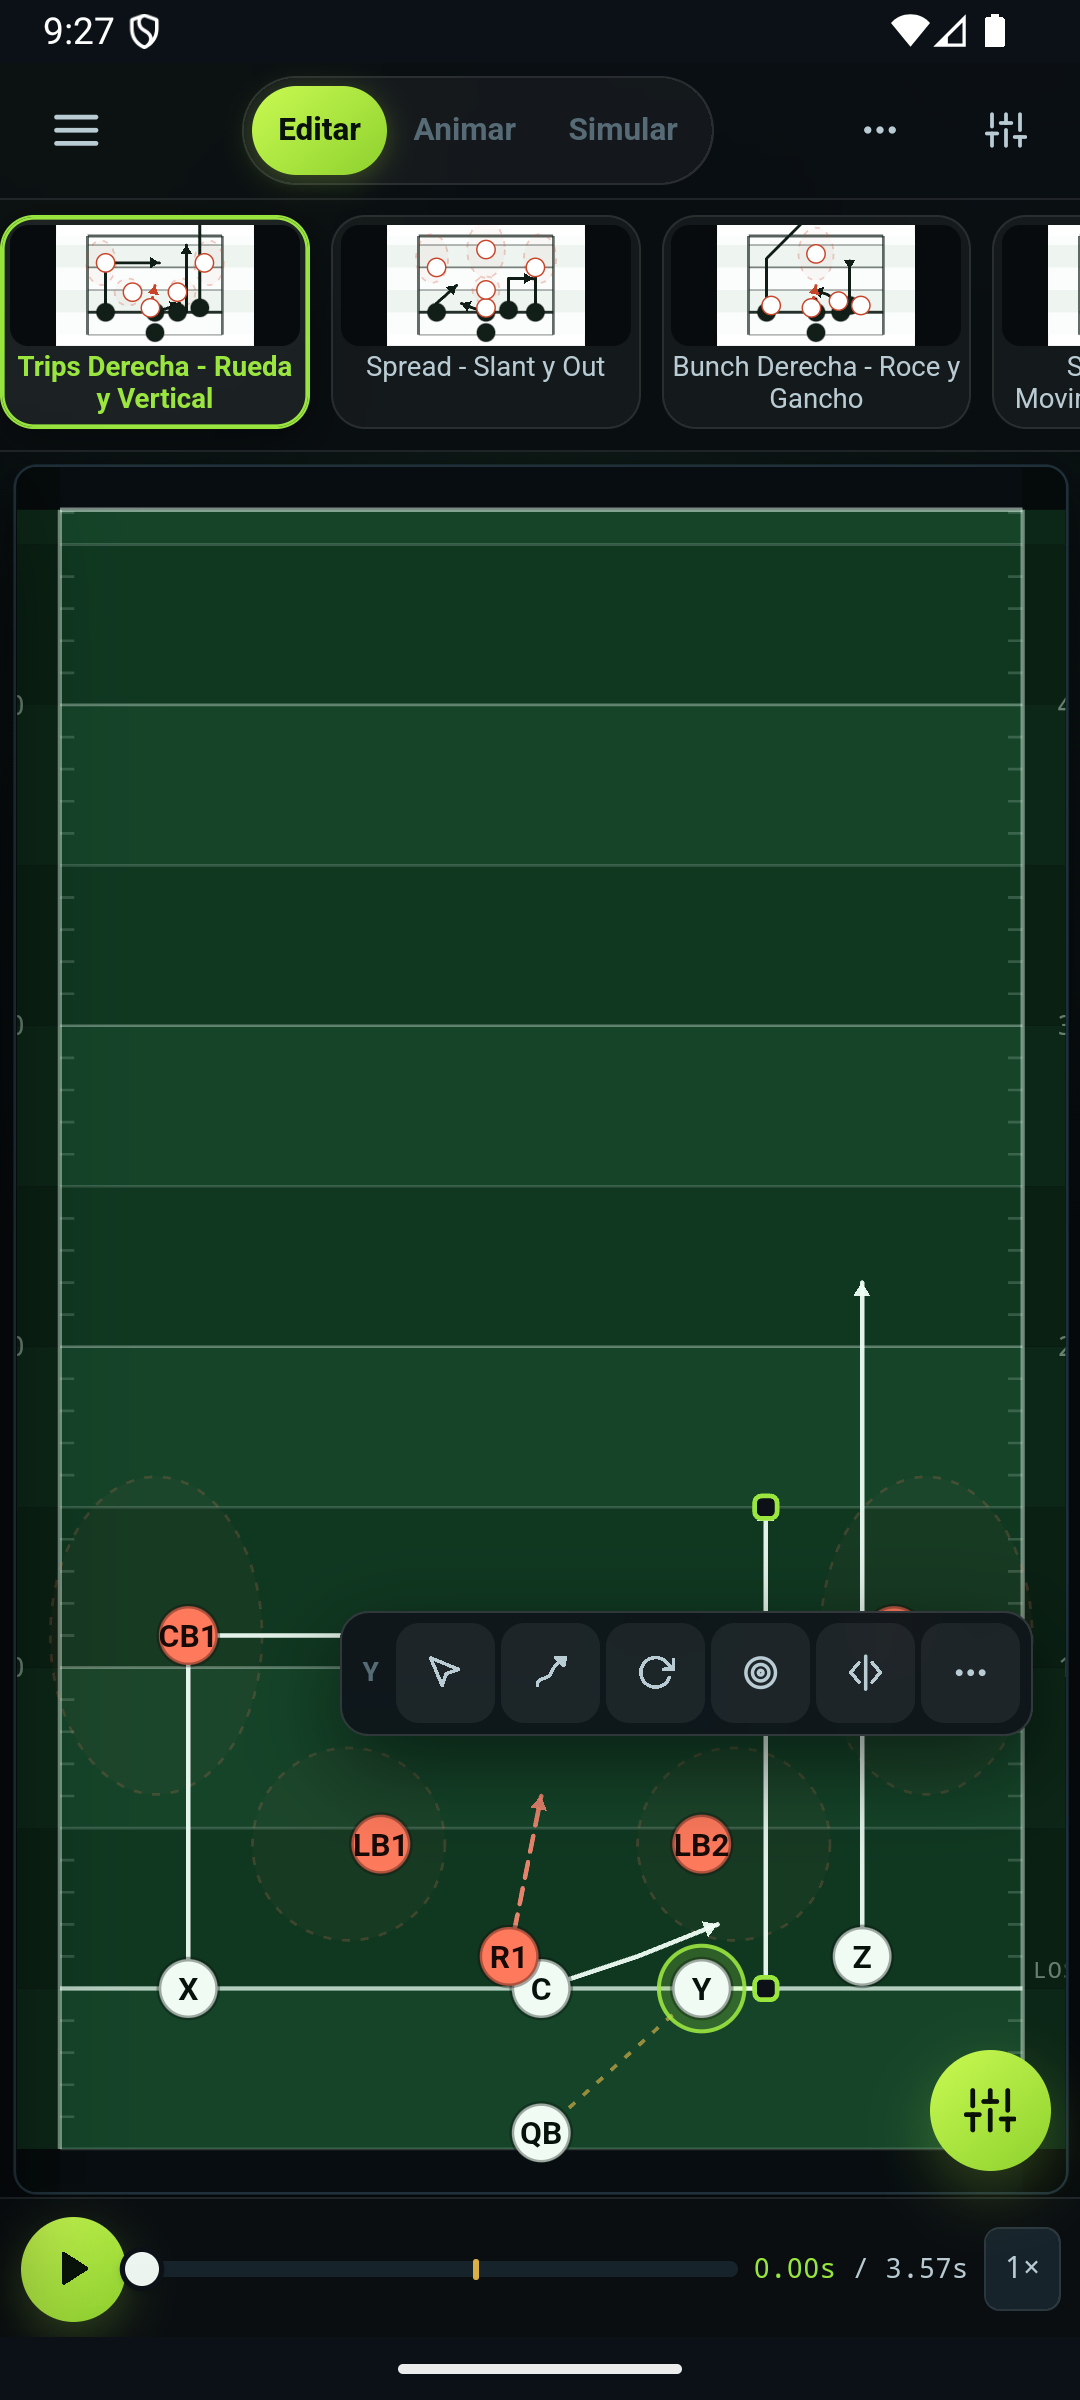 9:27
Editar
Animar
Simular
Trips Derecha - Rueda
y Vertical
Spread - Slant y Out
Bunch Derecha - Roce y
Gancho
CB1
Y
LB1
LB2
R1
Z
X
C
Y
QB
0.00s / 3.57s
1×